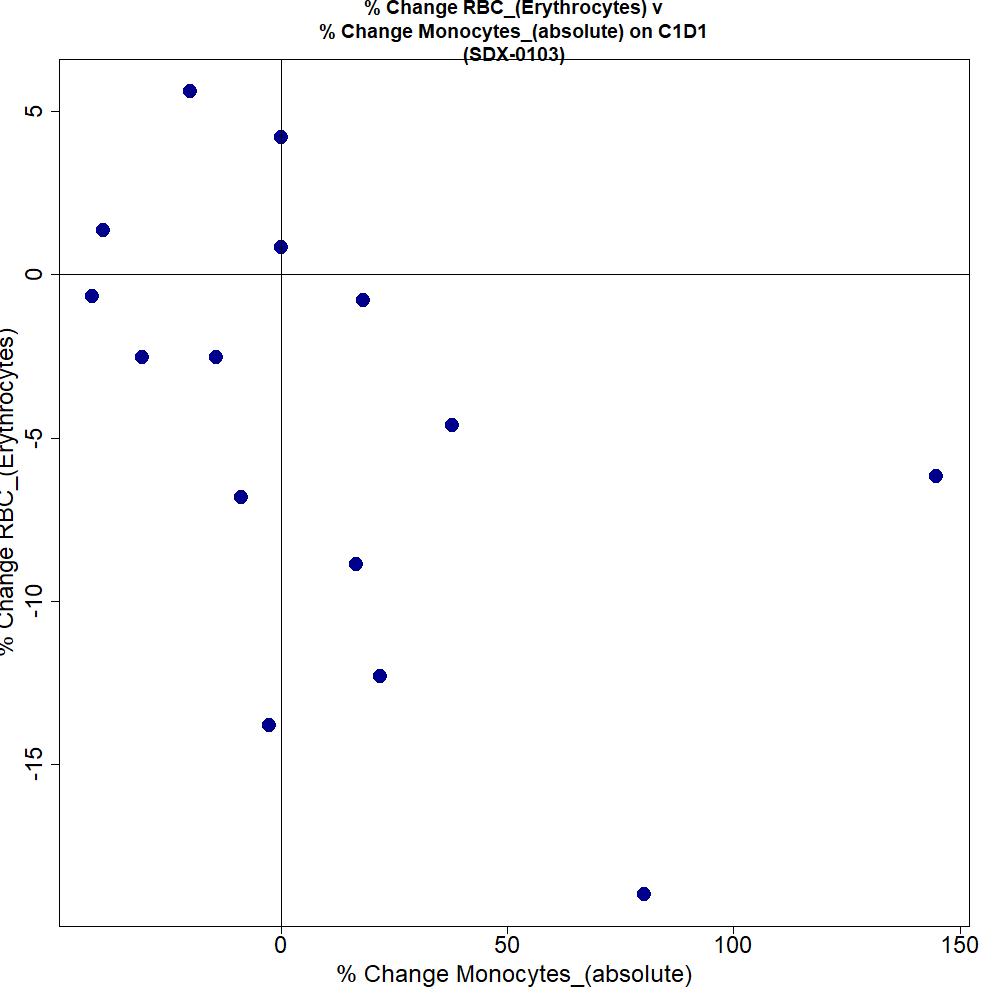 % Change RBC_(Erythrocytes) v
% Change Monocytes_(absolute) on C1D1
(SDX-0103)
% Change RBC_(Erythrocytes)
5
0
-5
-10
-15
0
50
100
150
% Change Monocytes_(absolute)